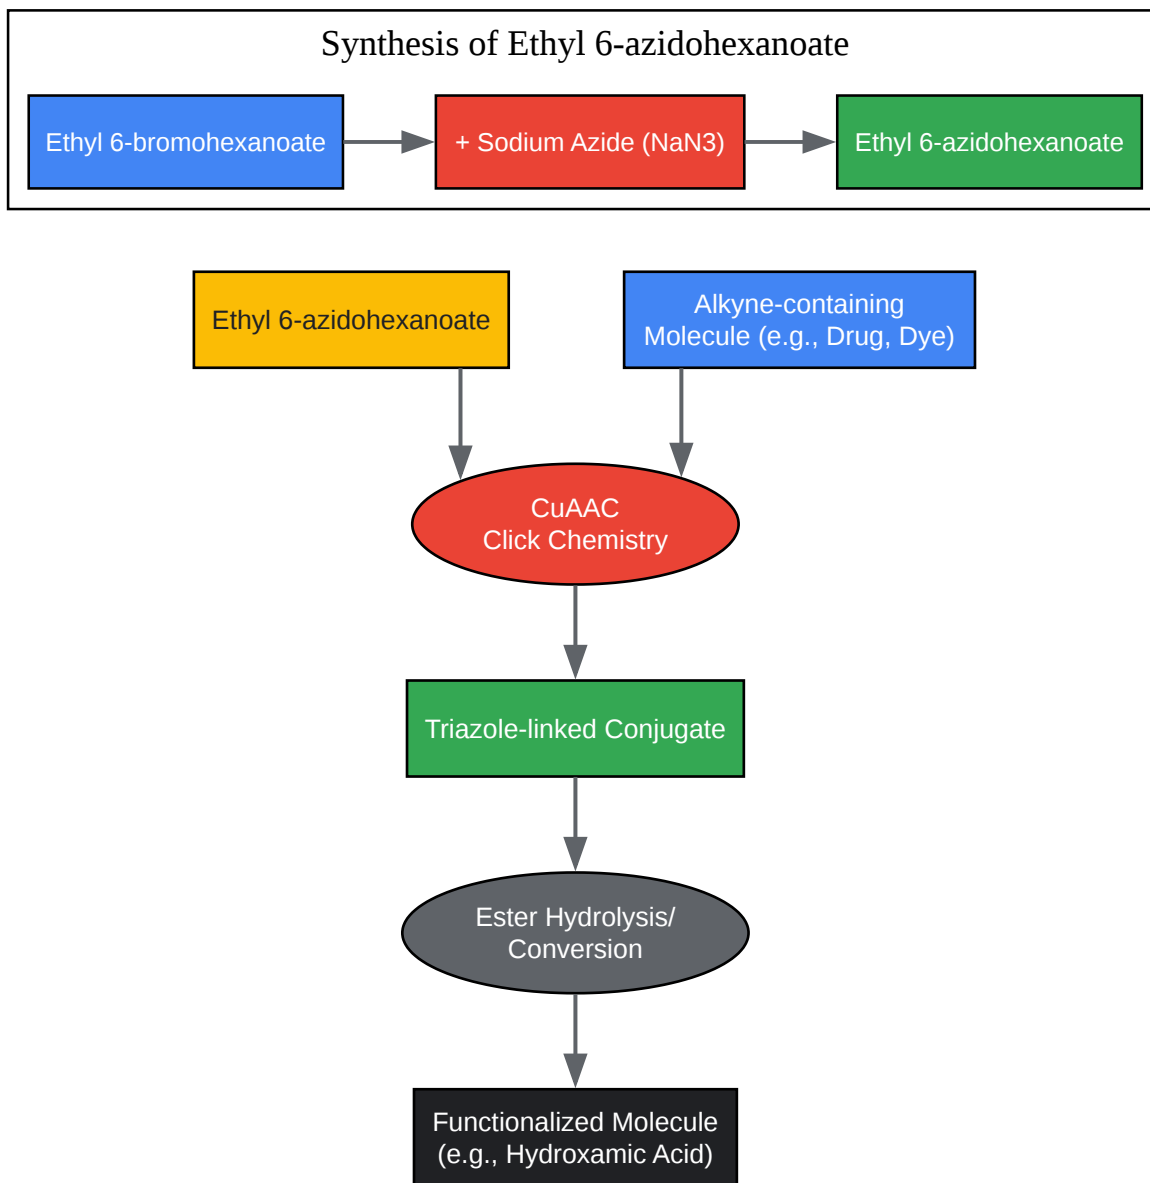 Synthesis of Ethyl 6-azidohexanoate
Ethyl 6-bromohexanoate
+ Sodium Azide (NaN3)
Ethyl 6-azidohexanoate
Ethyl 6-azidohexanoate
Alkyne-containing
Molecule (e.g., Drug, Dye)
CuAAC
Click Chemistry
Triazole-linked Conjugate
Ester Hydrolysis/
Conversion
Functionalized Molecule
(e.g., Hydroxamic Acid)